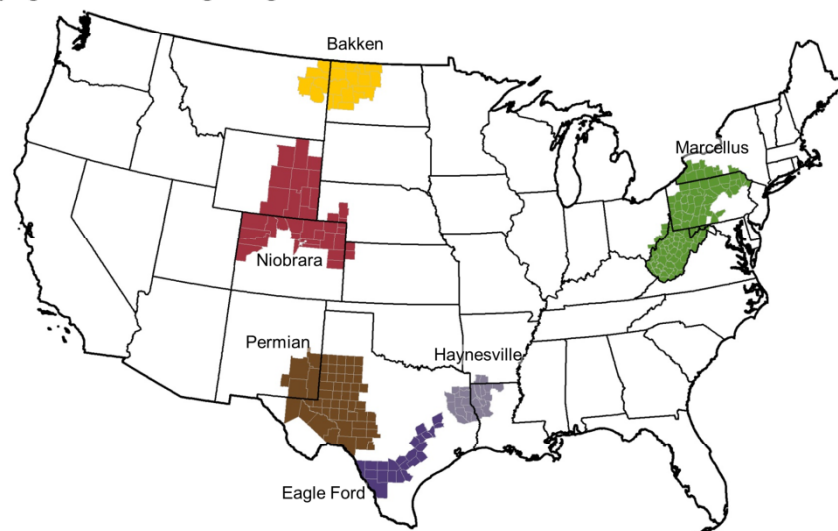 Bakken
Marcellus
Niobrara
Permian
Haynesville
Eagle Ford